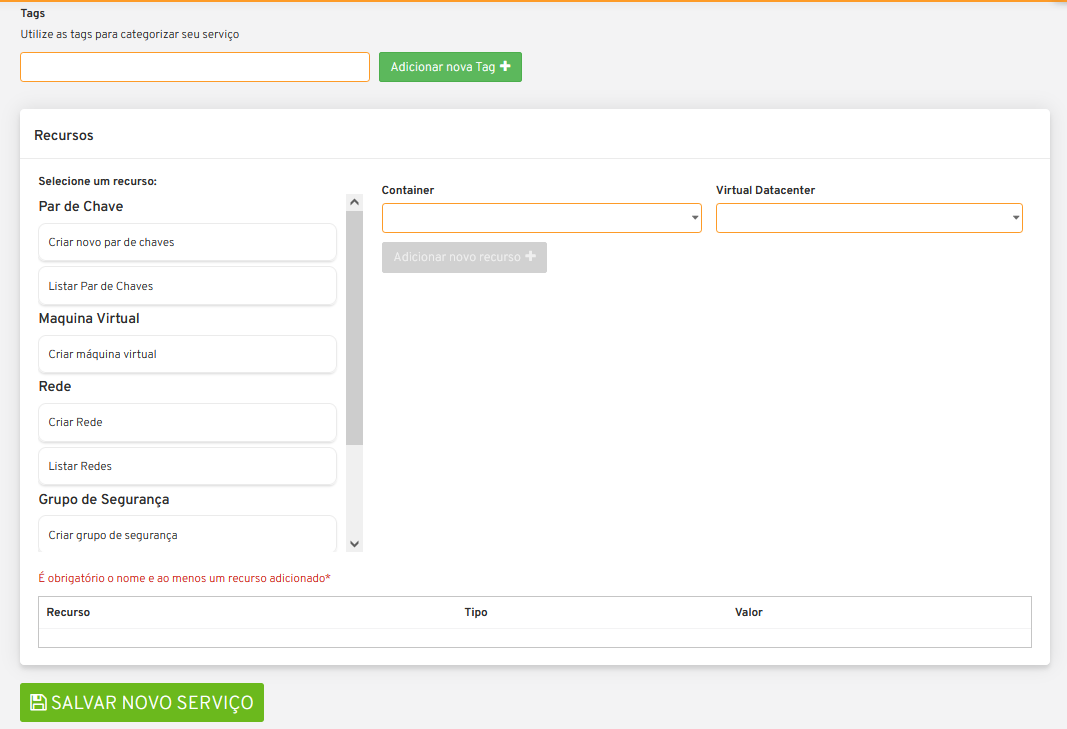 Tags
Utilize as tags para categorizar seu serviço
Adicionar nova Tag
Recursos
Selecione um recurso:
Par de Chave
Criar novo par de chaves
Listar Par de Chaves
Maquina Virtual
Criar máquina virtual
Rede
Criar Rede
Listar Redes
Grupo de Segurança
Criar grupo de segurança
Container
Virtual Datacenter
Adicionar novo recurso
É obrigatório o nome e ao menos um recurso adicionado*
Recurso Tipo Valor
SALVAR NOVO SERVIÇO